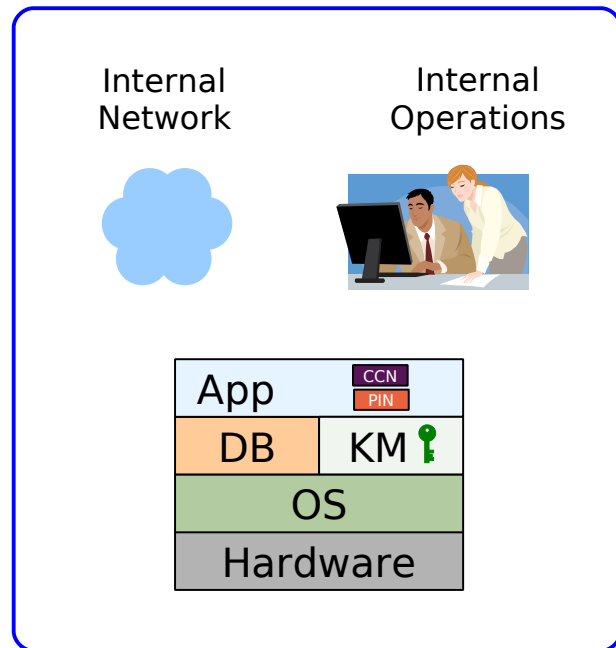 Internal
Network
Internal
Operations
App
CCN
PIN
DB
KM
OS
Hardware